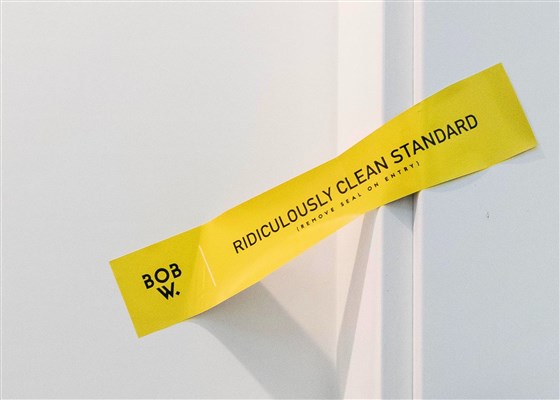 BOB
W.
RIDICULOUSLY CLEAN STANDARD
(REMOVE SEAL ON ENTRY.)